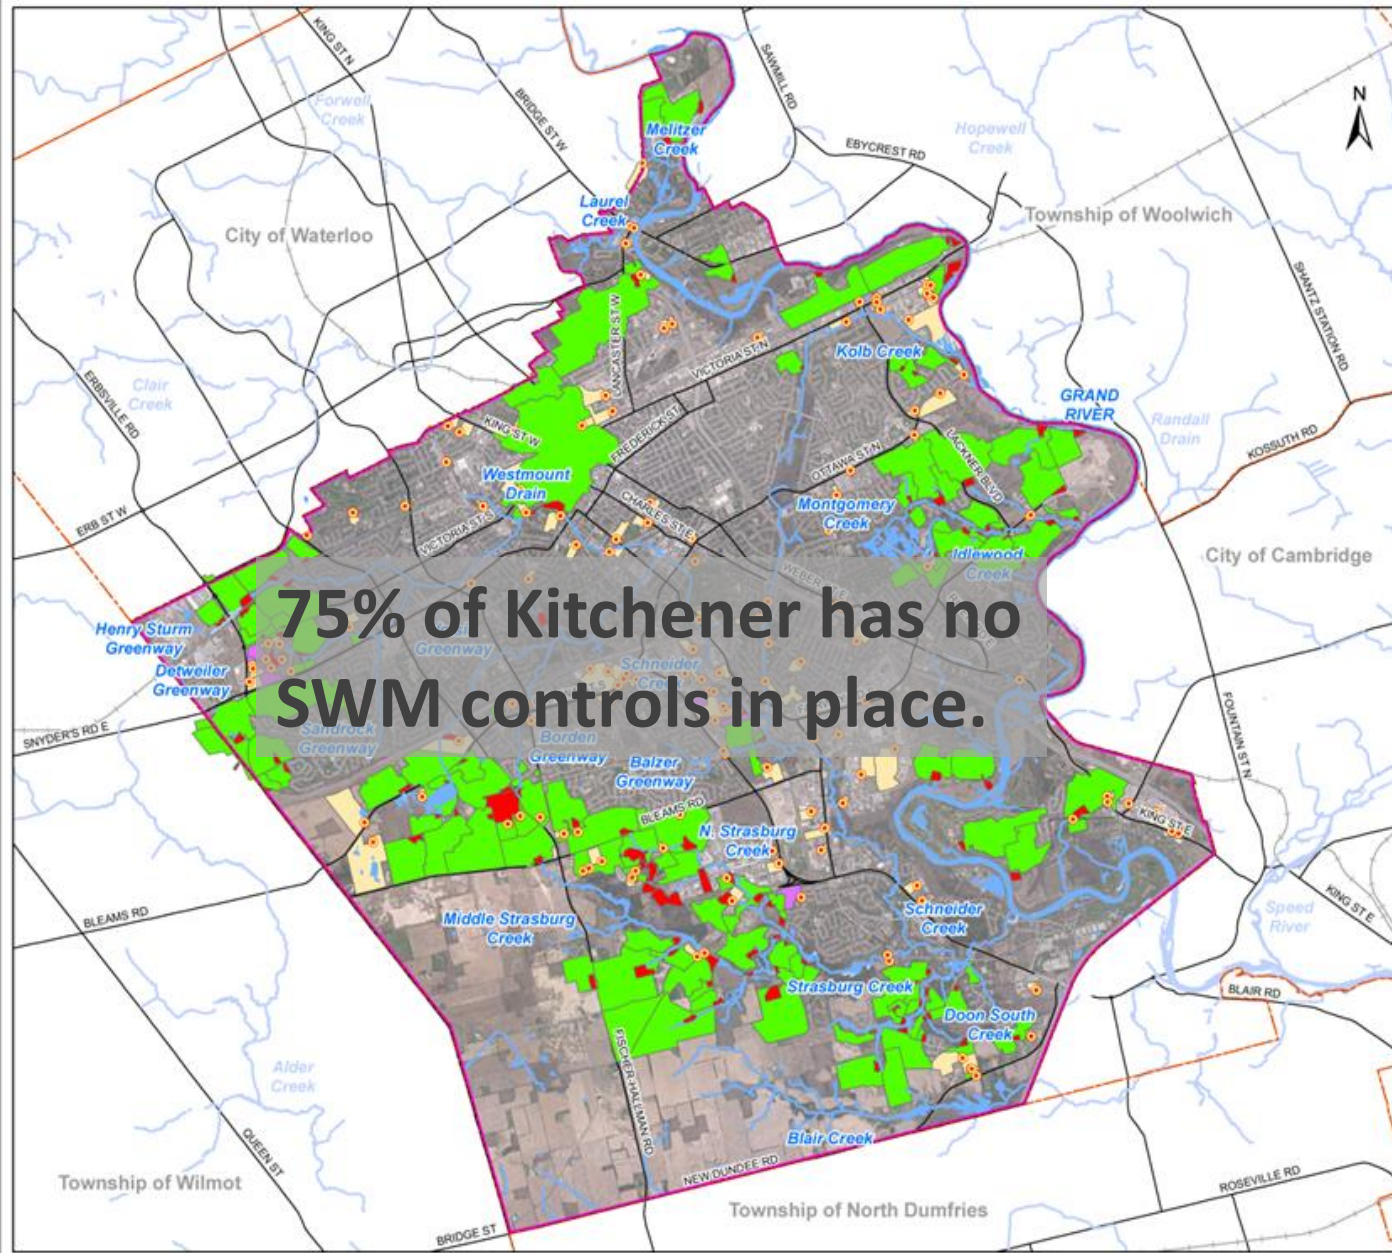 KING ST N
BRIDGE ST W
SAWMILL RD
Forwell
Creek
Melitzer
Creek
Hopewell
Creek
EBYCREST RD
N
Laurel
Creek
City of Waterloo
Township of Woolwich
SHANTZ STATION RD
LANCASTER ST W
VICTORIA ST N
Kolb Creek
ERBSVILLE RD
Clair
Creek
GRAND
RIVER
Randall
Drain
KOSSUTH RD
KING ST W
FREDERICK ST
LACKNER BLVD
OTTAWA ST N
Westmount
Drain
CHARLES ST E
Montgomery
Creek
ERB ST W
VICTORIA ST S
Idlewood
Creek
City of Cambridge
WEBER ST E
75% of Kitchener has no
SWM controls in place.
Henry Sturm
Greenway
Greenway
Detweiler
Greenway
Schneider
Creek
SNYDER'S RD E
Sandrock
Greenway
Borden
Greenway
Balzer
Greenway
FOUNTAIN ST N
BLEAMS RD
N. Strasburg
Creek
KING ST E
BLEAMS RD
Middle Strasburg
Creek
Schneider
Creek
Speed
River
KING ST E
Strasburg Creek
BLAIR RD
Doon South
Creek
Alder
Creek
FISCHER-HALLMAN RD
QUEEN ST
Blair Creek
NEW DUNDEE RD
Township of Wilmot
ROSEVILLE RD
Township of North Dumfries
BRIDGE ST